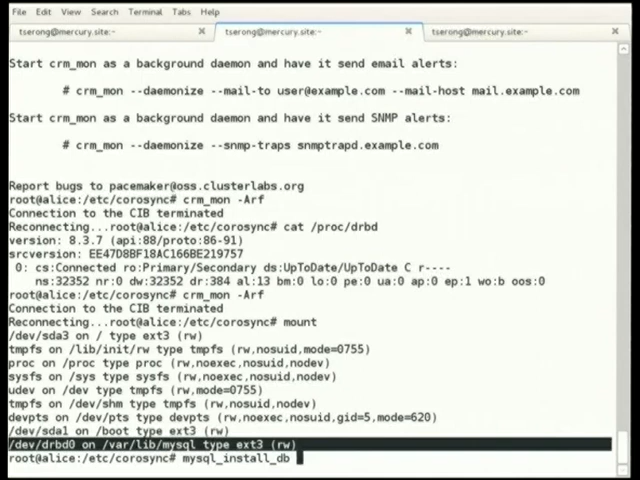 File Edit View Search Terminal Tabs Help
tserong@mercury.site:~ tserong@mercury.site:~ tserong@mercury.site:~
Start crm_mon as a background daemon and have it send email alerts:
# crm_mon --daemonize --mail-to user@example.com --mail-host mail.example.com
Start crm_mon as a background daemon and have it send SNMP alerts:
# crm_mon --daemonize --snmp-traps snmptrapd.example.com
Report bugs to pacemaker@oss.clusterlabs.org
root@alice:/etc/corosync# crm_mon -Arf
Connection to the CIB terminated
Reconnecting...root@alice:/etc/corosync# cat /proc/drbd
version: 8.3.7 (api:88/proto:86-91)
srcversion: EE47D8BF18AC166BE219757
0: cs:Connected ro:Primary/Secondary ds:UpToDate/UpToDate C r----
ns:32352 nr:0 dw:32352 dr:384 al:13 bm:0 lo:0 pe:0 ua:0 ap:0 ep:1 wo:b oos:0
root@alice:/etc/corosync# crm_mon -Arf
Connection to the CIB terminated
Reconnecting...root@alice:/etc/corosync# mount
/dev/sda3 on / type ext3 (rw)
tmpfs on /lib/init/rw type tmpfs (rw,nosuid,mode=0755)
proc on /proc type proc (rw,noexec,nosuid,nodev)
sysfs on /sys type sysfs (rw,noexec,nosuid,nodev)
udev on /dev type tmpfs (rw,mode=0755)
tmpfs on /dev/shm type tmpfs (rw,nosuid,nodev)
devpts on /dev/pts type devpts (rw,noexec,nosuid,gid=5,mode=620)
/dev/sda1 on /boot type ext3 (rw)
/dev/drbd0 on /var/lib/mysql type ext3 (rw)
root@alice:/etc/corosync# mysql_install_db